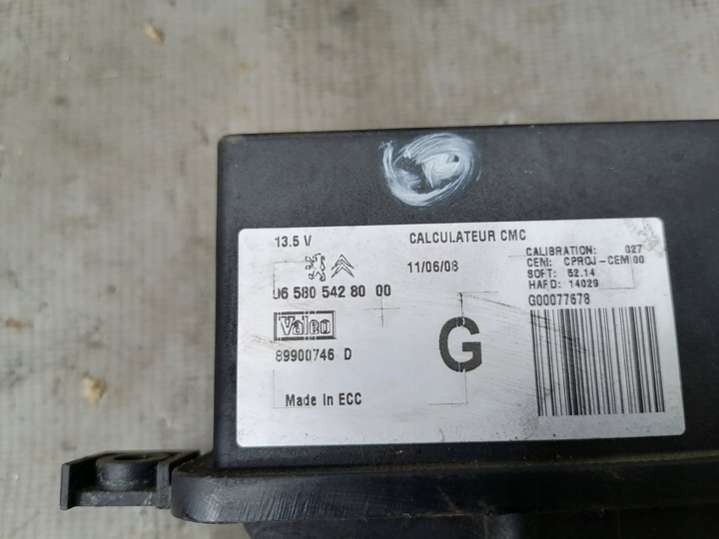 13.5 V CALCULATEUR CMC
11/06/08
96 580 542 80 00
CALIBRATION: 027
CENI: CPROJ-CEM 00
SOFT: 52.14
HARD: 14029
G00077678
Valeo
89900746 D
G
Made In ECC